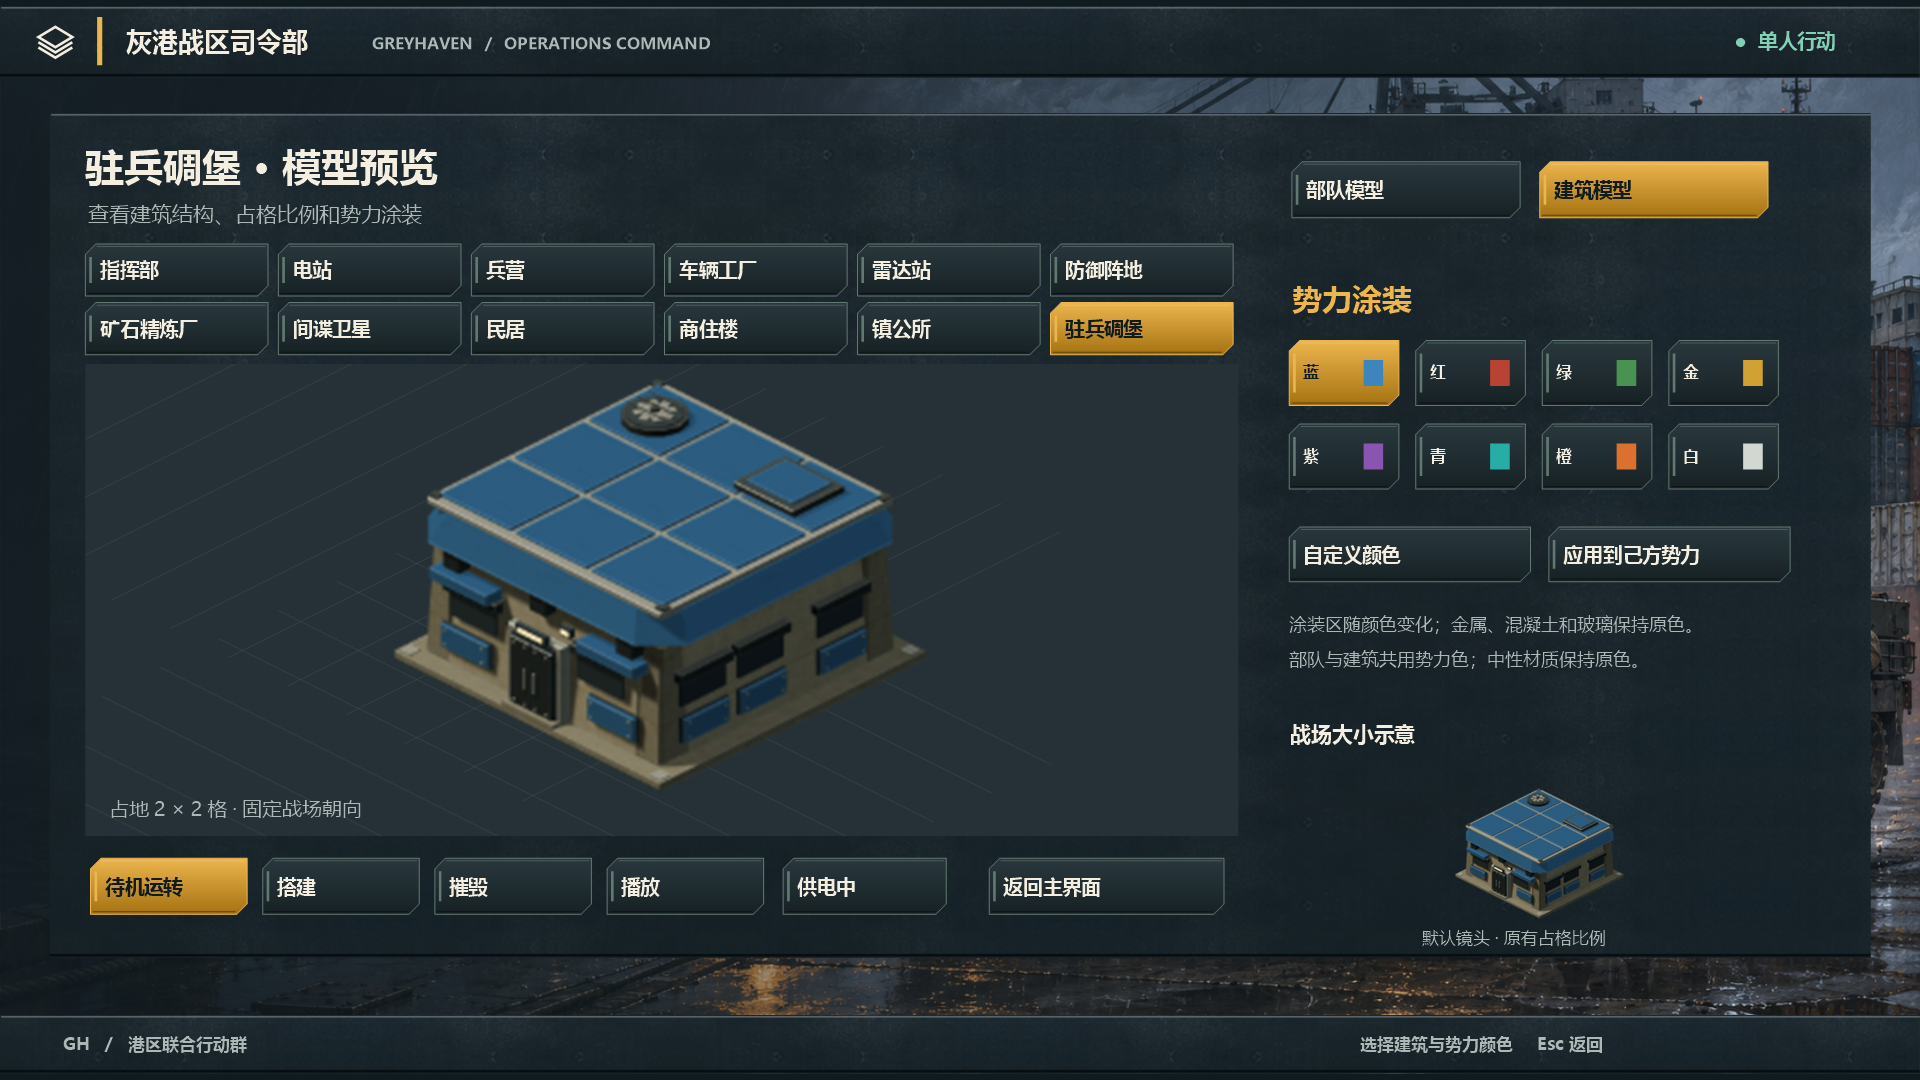 灰港战区司令部
GREYHAVEN / OPERATIONS COMMAND
单人行动
驻兵碉堡·模型预览
查看建筑结构、占格比例和势力涂装
部队模型
建筑模型
指挥部
电站
兵营
车辆工厂
雷达站
防御阵地
矿石精炼厂
间谍卫星
民居
商住楼
镇公所
驻兵碉堡
势力涂装
蓝
红
绿
金
紫
青
橙
白
自定义颜色
应用到己方势力
涂装区随颜色变化；金属、混凝土和玻璃保持原色。
部队与建筑共用势力色；中性材质保持原色。
战场大小示意
占地 2 × 2 格 · 固定战场朝向
待机运转
搭建
摧毁
播放
供电中
返回主界面
默认镜头 · 原有占格比例
GH / 港区联合行动群
选择建筑与势力颜色 Esc 返回